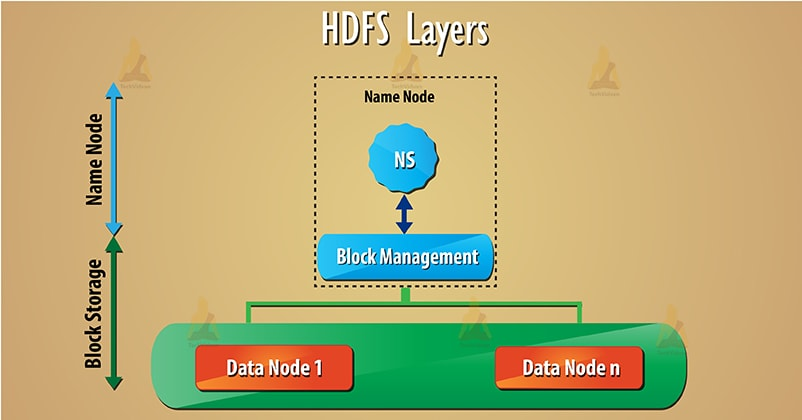 HDFS Layers
Name Node
Name Node
NS
Block Management
Block Storage
Data Node 1
Data Node n